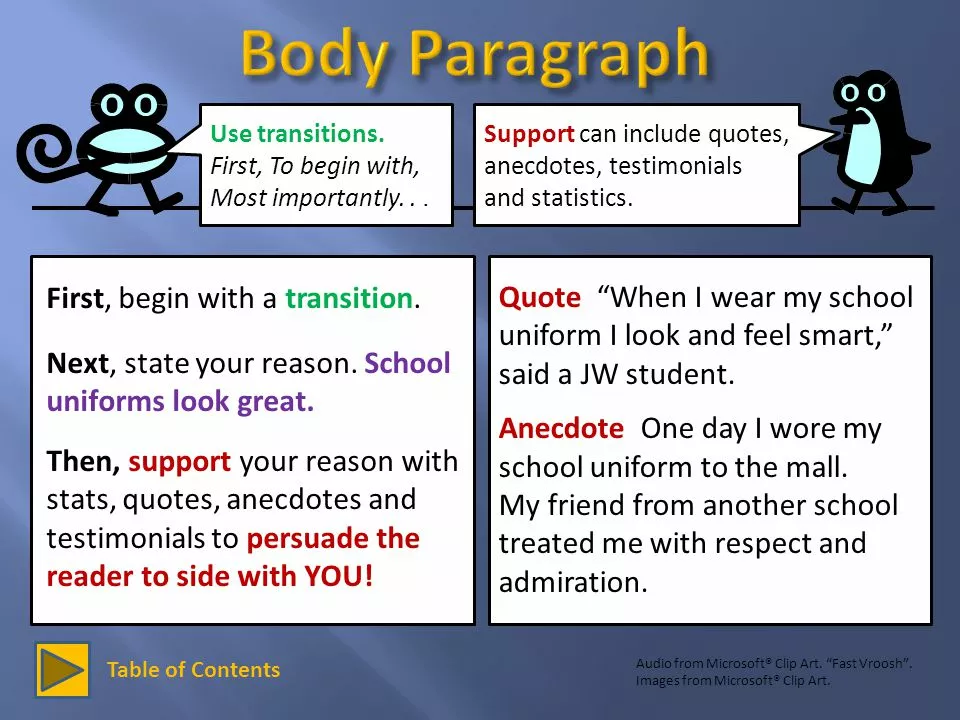 Body Paragraph
Use transitions.
First, To begin with,
Most importantly. . .
Support can include quotes,
anecdotes, testimonials
and statistics.
First, begin with a transition.
Next, state your reason. School
uniforms look great.
Then, support your reason with
stats, quotes, anecdotes and
testimonials to persuade the
reader to side with YOU!
Quote “When I wear my school
uniform I look and feel smart,”
said a JW student.
Anecdote One day I wore my
school uniform to the mall.
My friend from another school
treated me with respect and
admiration.
Table of Contents
Audio from Microsoft® Clip Art. “Fast Vroosh”.
Images from Microsoft® Clip Art.